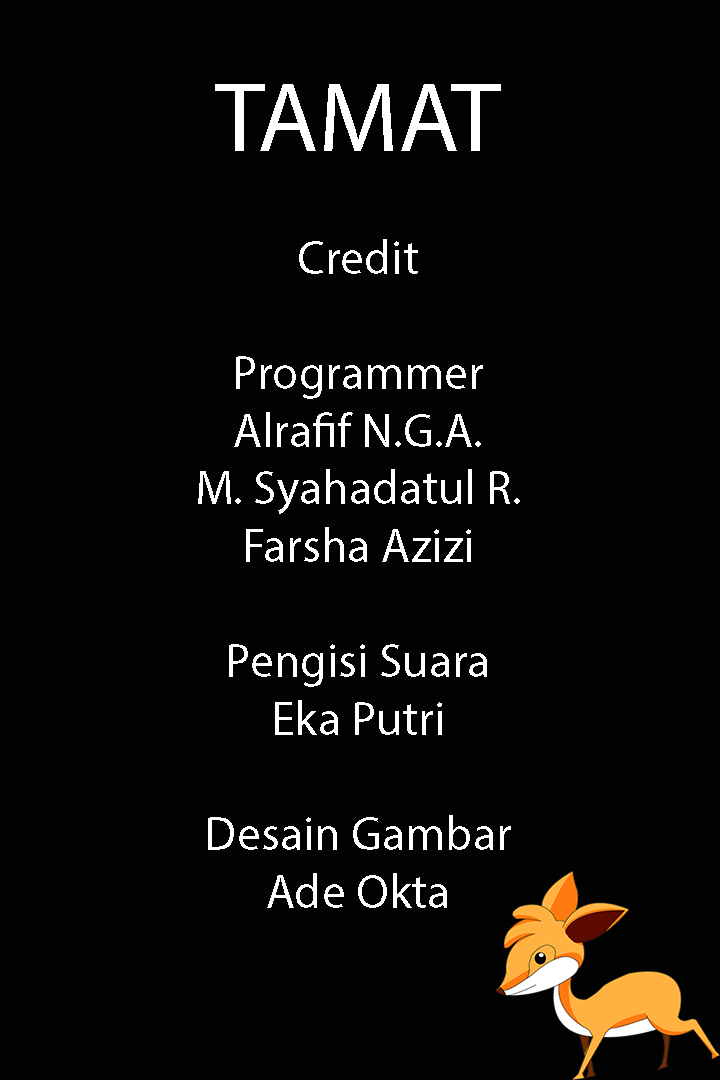 TAMAT
Credit
Programmer
Alrafif N.G.A.
M. Syahadatul R.
Farsha Azizi
Pengisi Suara
Eka Putri
Desain Gambar
Ade Okta